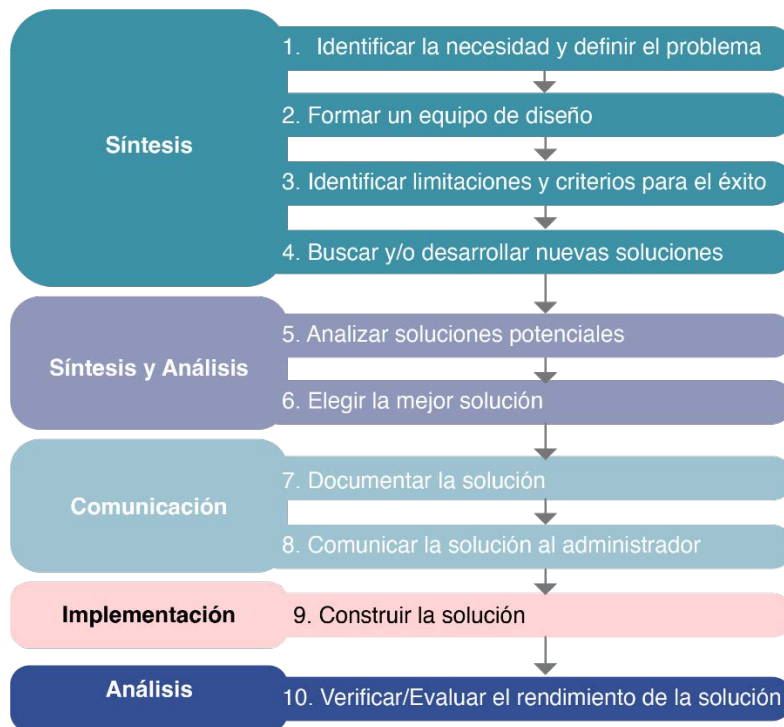 Síntesis
1. Identificar la necesidad y definir el problema
2. Formar un equipo de diseño
3. Identificar limitaciones y criterios para el éxito
4. Buscar y/o desarrollar nuevas soluciones
Síntesis y Análisis
5. Analizar soluciones potenciales
6. Elegir la mejor solución
Comunicación
7. Documentar la solución
8. Comunicar la solución al administrador
Implementación
9. Construir la solución
Análisis
10. Verificar/Evaluar el rendimiento de la solución